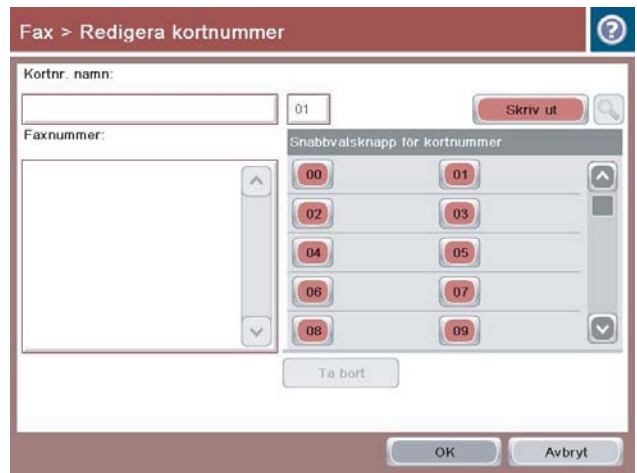 Fax > Redigera kortnummer
?
Kortnr. namn:
01
Skriv ut
Faxnummer:
Snabbvalsknapp för kortnummer
00 01
02 03
04 05
06 07
08 09
Ta bort
OK Avbryt